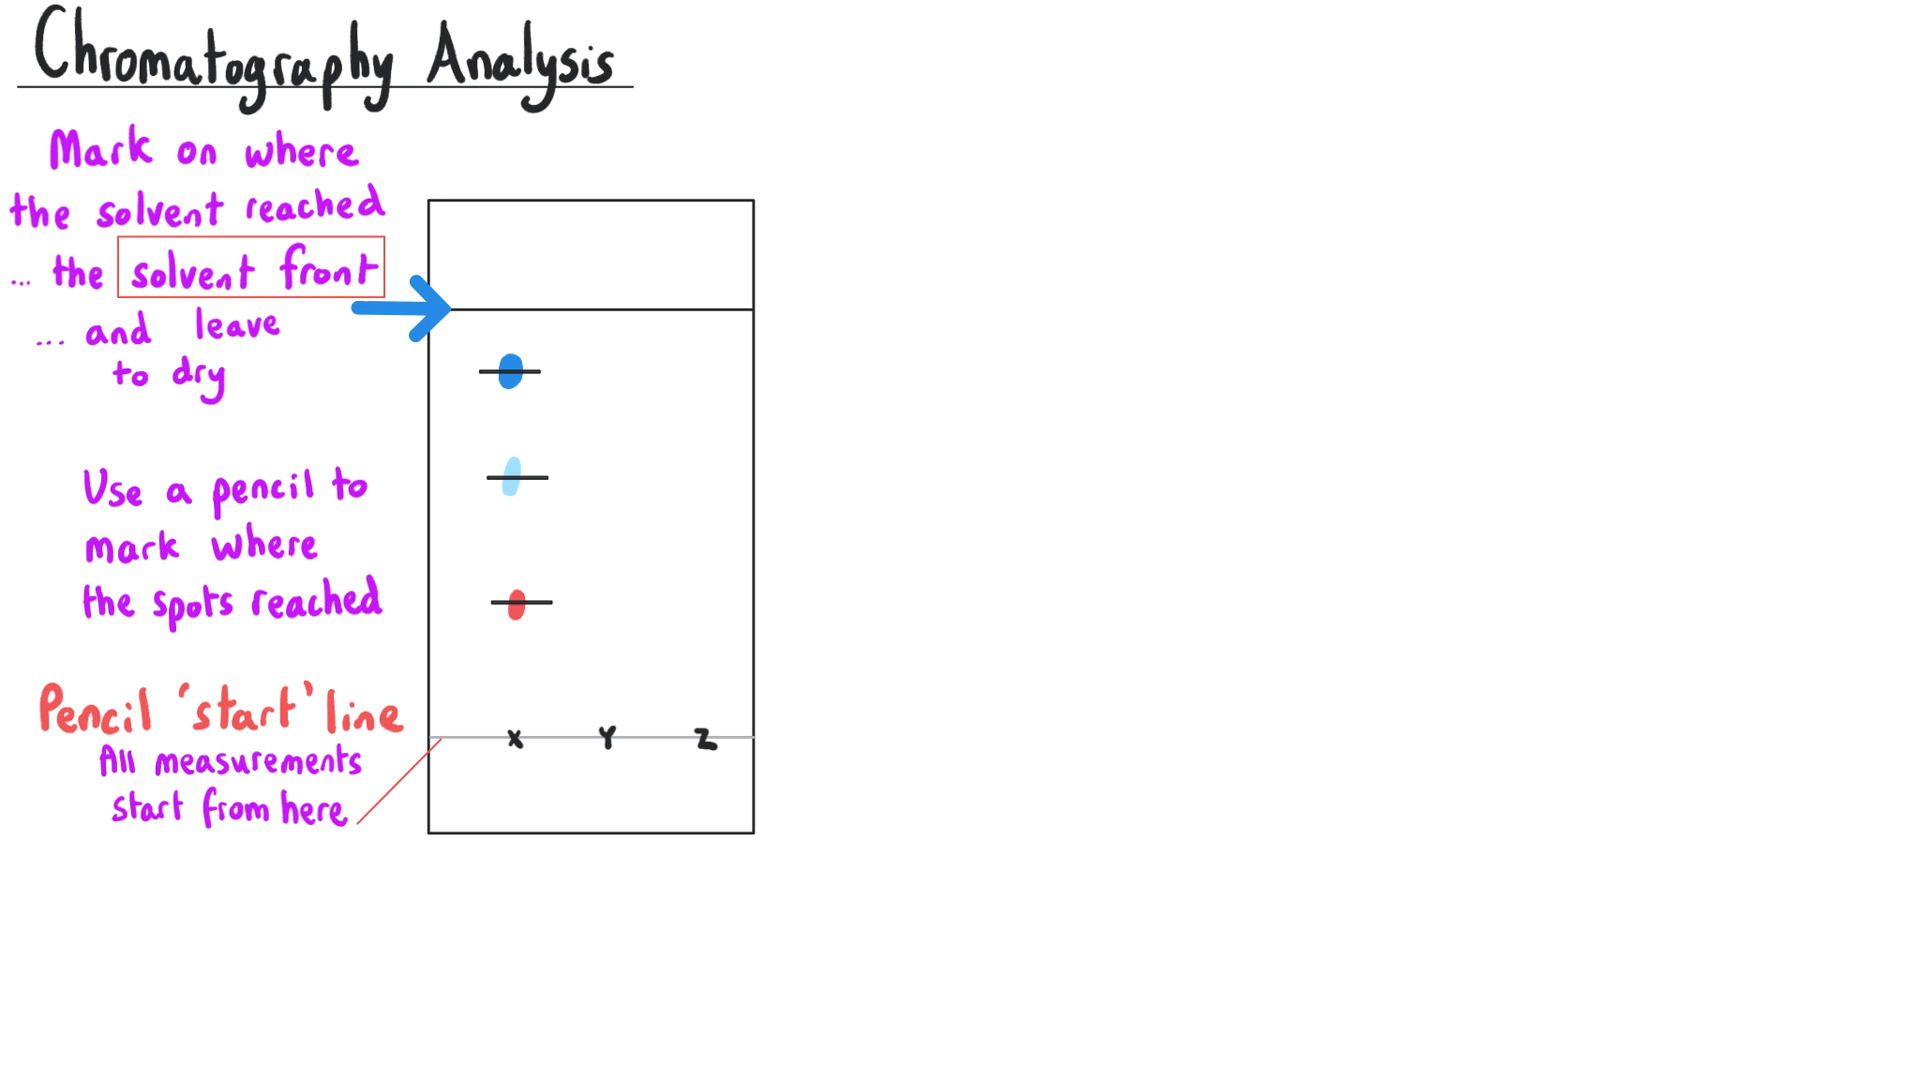 Chromatography Analysis
Mark on where
the solvent reached
... the solvent front
... and leave
to dry
Use a pencil to
mark where
the spots reached
Pencil 'start' line
All measurements
start from here
X Y Z